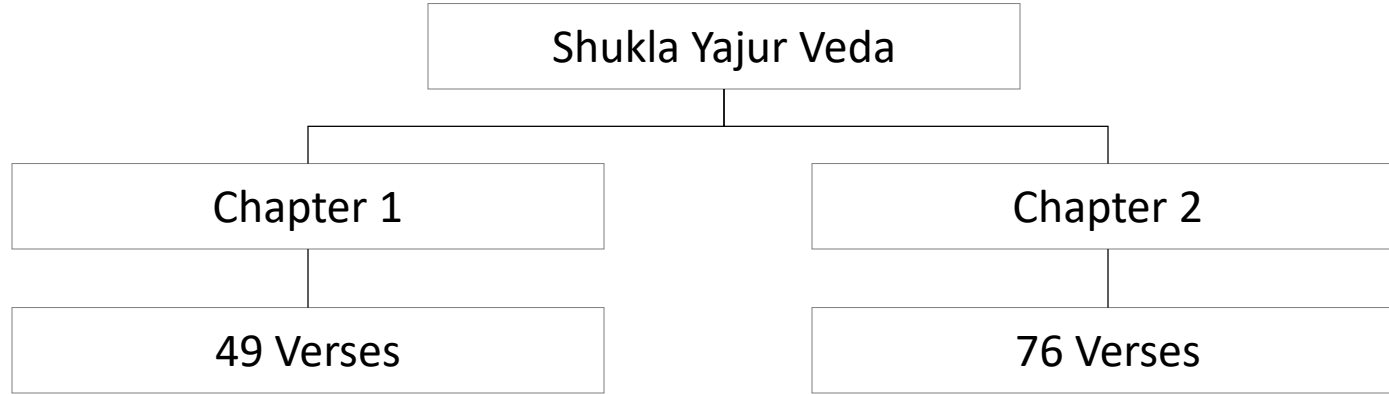 Shukla Yajur Veda
Chapter 1
Chapter 2
49 Verses
76 Verses